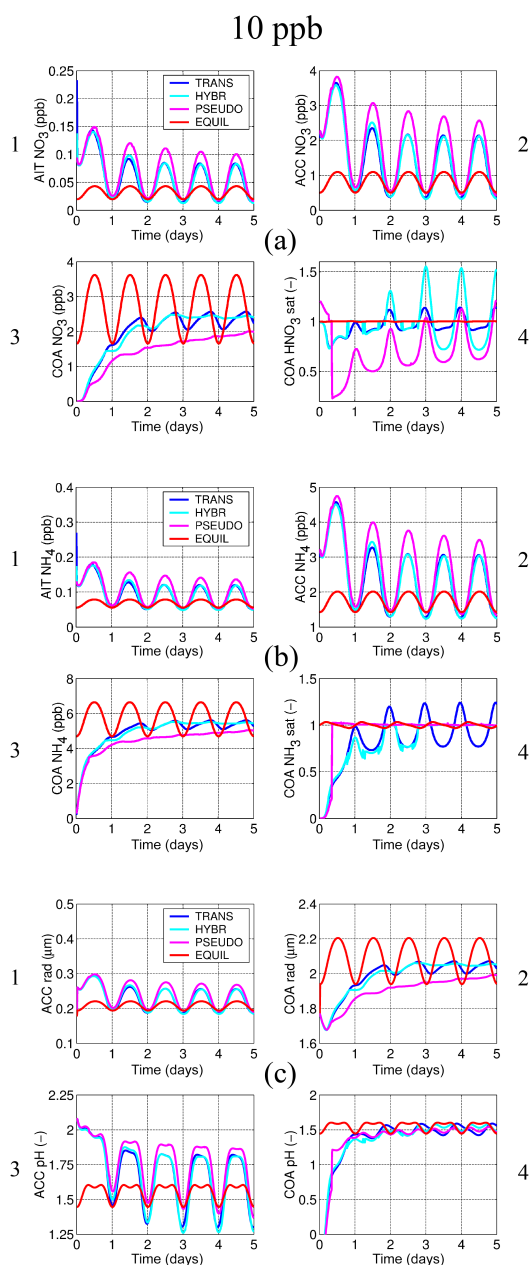 10 ppb
1
AIT NO3 (ppb)
0.25
0.2
0.15
0.1
0.05
0
0 1 2 3 4 5
Time (days)
TRANS
HYBR
PSEUDO
EQUIL
ACC NO3 (ppb)
4
3
2
1
0
0 1 2 3 4 5
Time (days)
2
(a)
3
COA NO3 (ppb)
4
3
2
1
0
0 1 2 3 4 5
Time (days)
COA HNO3 sat (−)
1.5
1
0.5
0 1 2 3 4 5
Time (days)
4
1
AIT NH4 (ppb)
0.4
0.3
0.2
0.1
0
0 1 2 3 4 5
Time (days)
TRANS
HYBR
PSEUDO
EQUIL
ACC NH4 (ppb)
5
4
3
2
1
0 1 2 3 4 5
Time (days)
2
(b)
3
COA NH4 (ppb)
8
6
4
2
0
0 1 2 3 4 5
Time (days)
COA NH3 sat (−)
1.5
1
0.5
0
0 1 2 3 4 5
Time (days)
4
1
ACC rad (µm)
0.5
0.4
0.3
0.2
0.1
0 1 2 3 4 5
Time (days)
TRANS
HYBR
PSEUDO
EQUIL
COA rad (µm)
2.4
2.2
2
1.8
1.6
0 1 2 3 4 5
Time (days)
2
(c)
3
ACC pH (−)
2.25
2
1.75
1.5
1.25
0 1 2 3 4 5
Time (days)
COA pH (−)
2
1.5
1
0.5
0
0 1 2 3 4 5
Time (days)
4